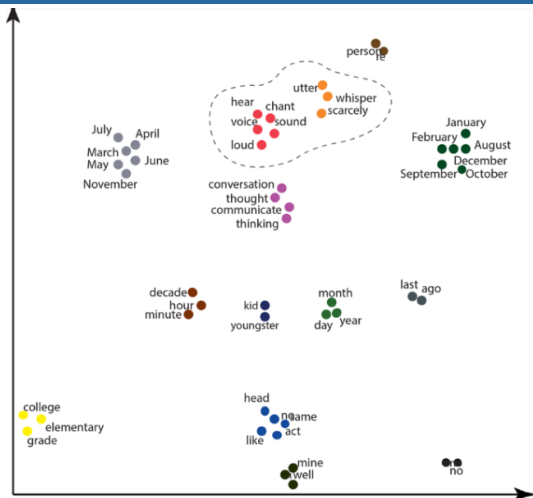 person
re
utter
whisper
scarcely
hear
chant
voice
sound
loud
July
April
March
May
June
November
January
February
August
December
September
October
conversation
thought
communicate
thinking
decade
hour
minute
kid
youngster
month
day
year
last
ago
college
elementary
grade
head
same
like
act
mine
well
no